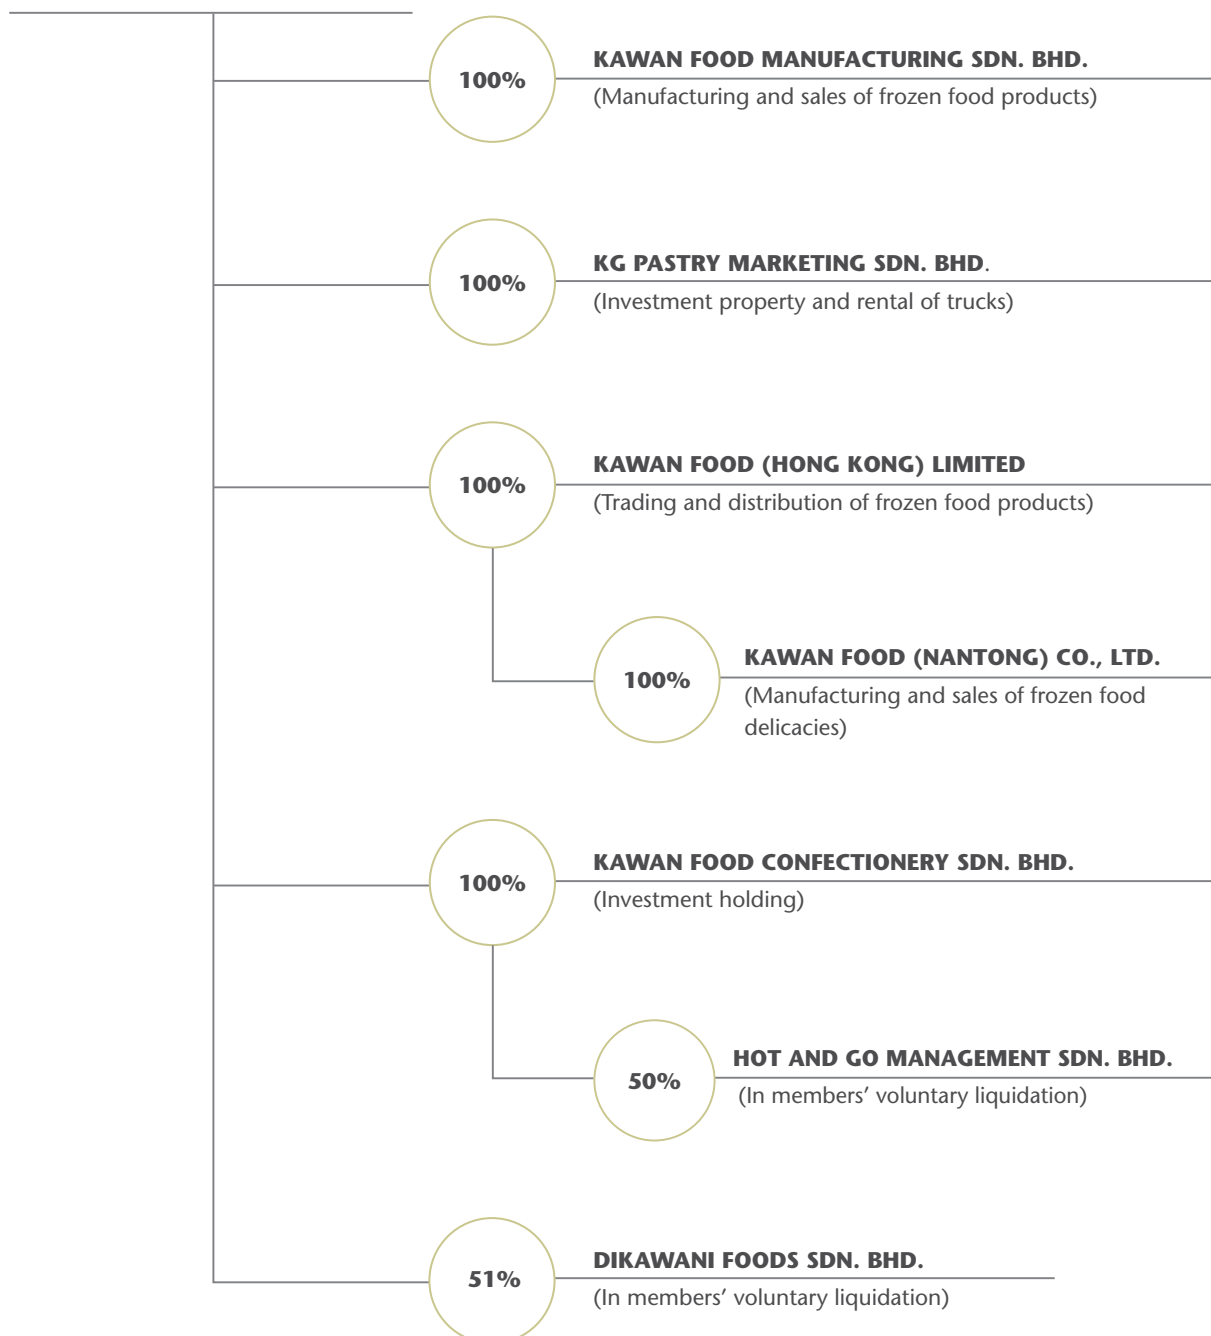 100%
KAWAN FOOD MANUFACTURING SDN. BHD.
(Manufacturing and sales of frozen food products)
100%
KG PASTRY MARKETING SDN. BHD.
(Investment property and rental of trucks)
100%
KAWAN FOOD (HONG KONG) LIMITED
(Trading and distribution of frozen food products)
100%
KAWAN FOOD (NANTONG) CO., LTD.
(Manufacturing and sales of frozen food
delicacies)
100%
KAWAN FOOD CONFECTIONERY SDN. BHD.
(Investment holding)
50%
HOT AND GO MANAGEMENT SDN. BHD.
(In members’ voluntary liquidation)
51%
DIKAWANI FOODS SDN. BHD.
(In members’ voluntary liquidation)